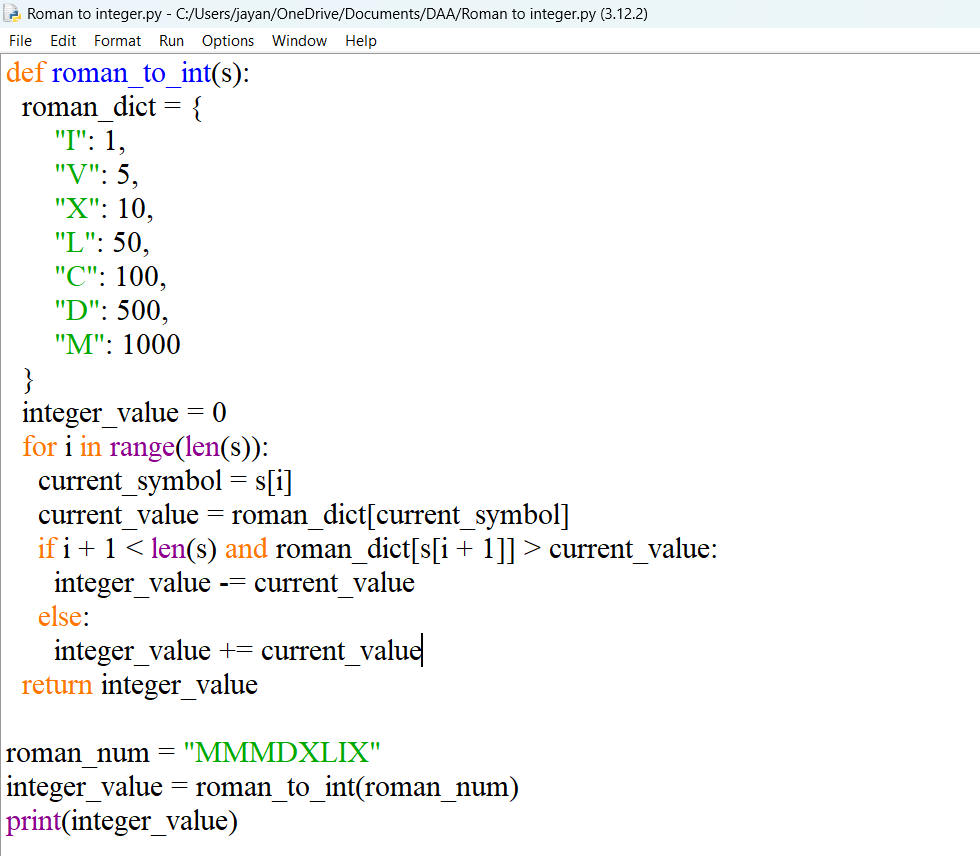 Roman to integer.py - C:/Users/jayan/OneDrive/Documents/DAA/Roman to integer.py (3.12.2)
File Edit Format Run Options Window Help
def roman_to_int(s):
  roman_dict = {
      "I": 1,
      "V": 5,
      "X": 10,
      "L": 50,
      "C": 100,
      "D": 500,
      "M": 1000
  }
  integer_value = 0
  for i in range(len(s)):
    current_symbol = s[i]
    current_value = roman_dict[current_symbol]
    if i + 1 < len(s) and roman_dict[s[i + 1]] > current_value:
      integer_value -= current_value
    else:
      integer_value += current_value
  return integer_value

roman_num = "MMMDXLIX"
integer_value = roman_to_int(roman_num)
print(integer_value)